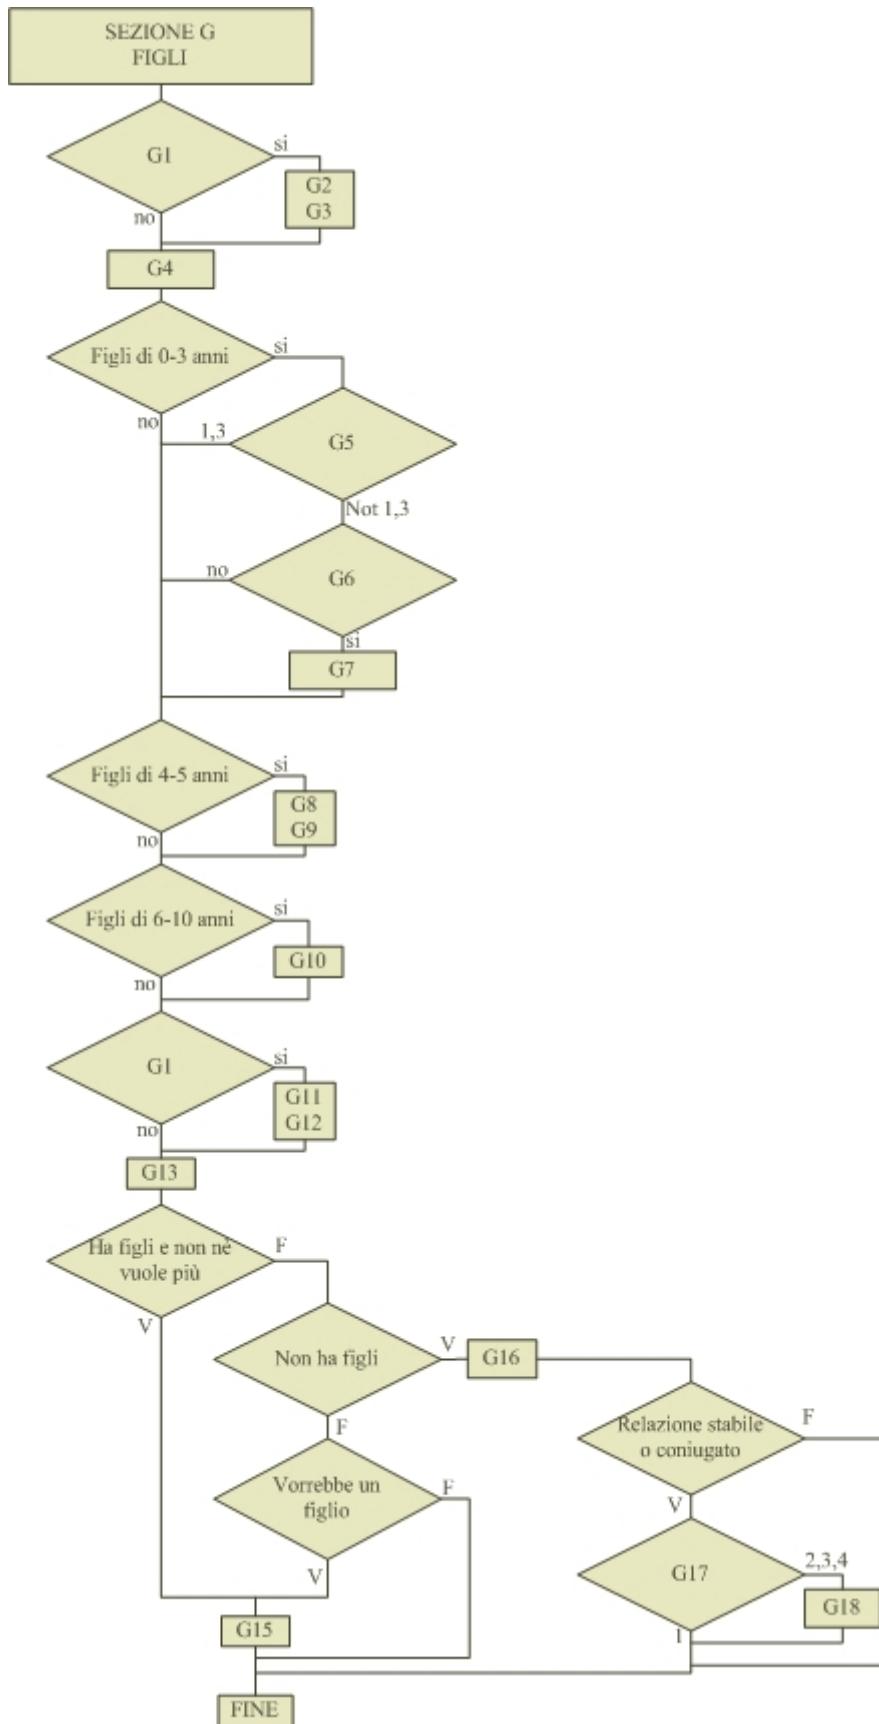 SEZIONE G
FIGLI
G1
si
G2
G3
no
G4
Figli di 0-3 anni
si
no
1,3
G5
Not 1,3
no
G6
si
G7
Figli di 4-5 anni
si
G8
G9
no
Figli di 6-10 anni
si
G10
no
G1
si
G11
G12
no
G13
Ha figli e non nè
vuole più
F
V
Non ha figli
V
G16
F
Relazione stabile
o coniugato
F
Vorrebbe un
figlio
F
V
V
G17
2,3,4
G18
1
G15
FINE